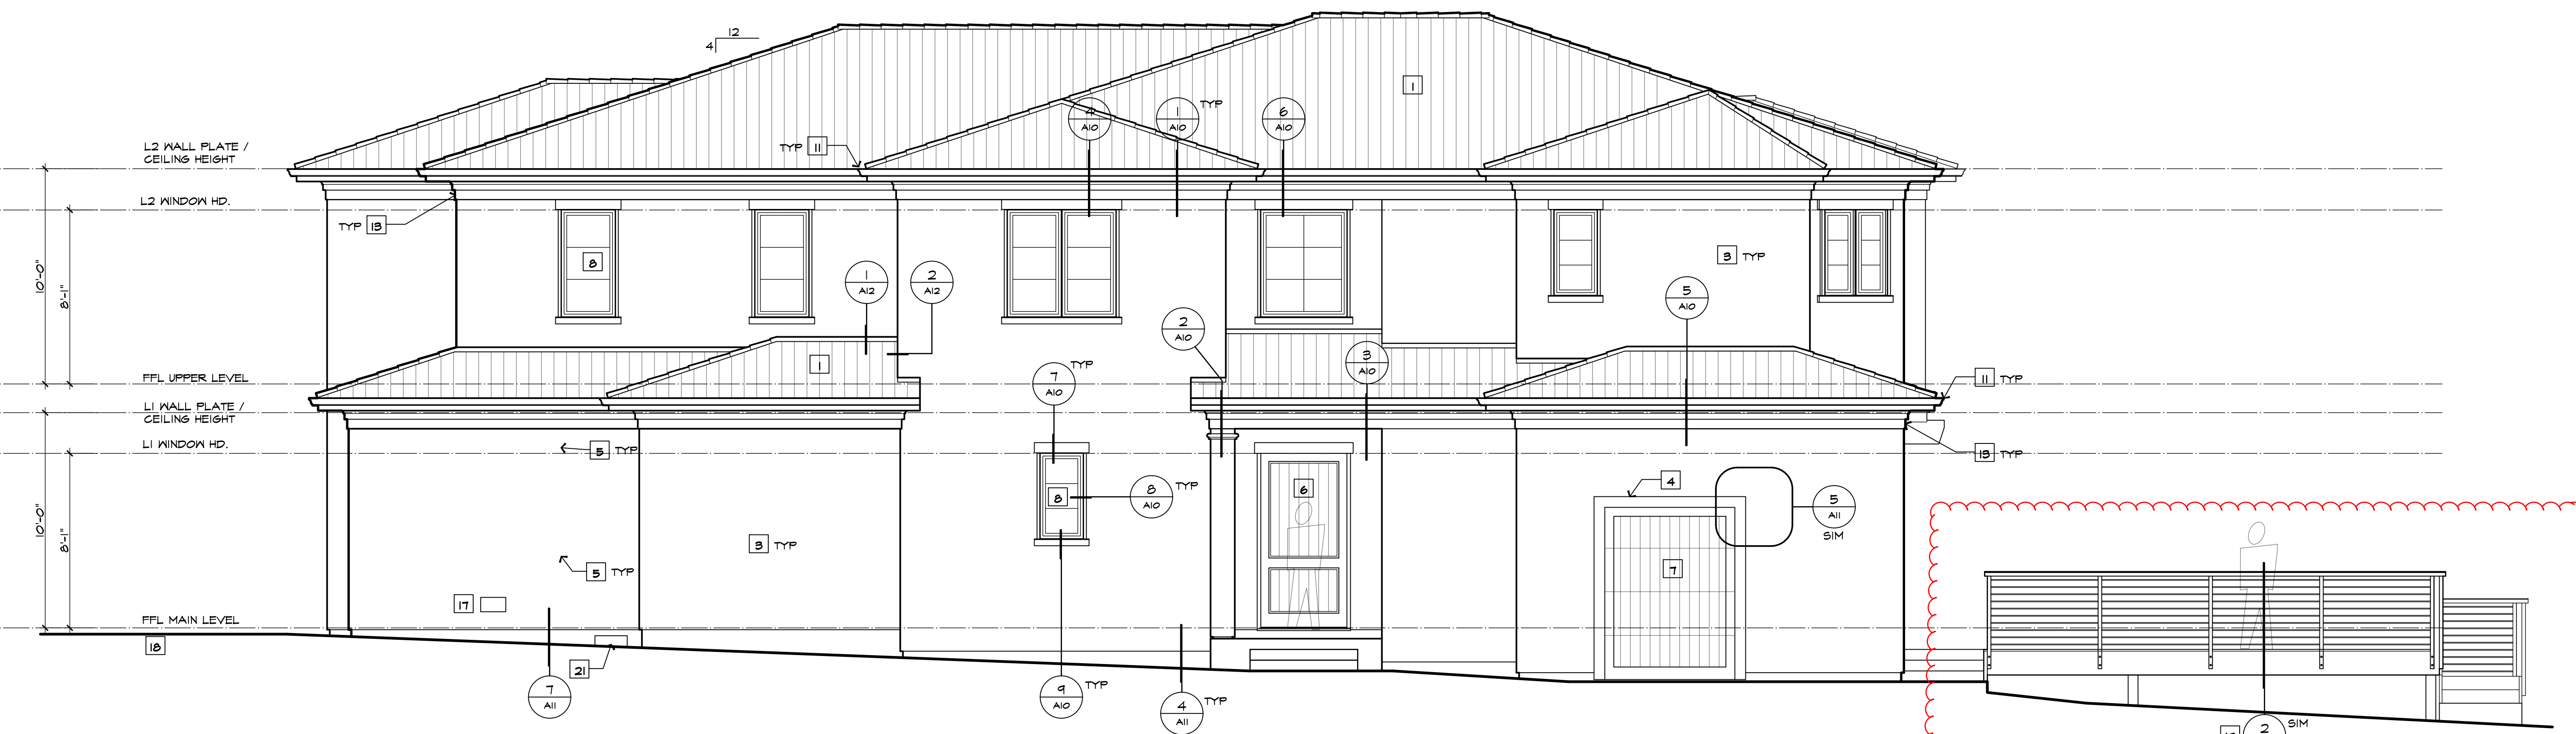 12
4
1
4
A10
1
A10
TYP
6
A10
L2 WALL PLATE /
CEILING HEIGHT
TYP 11
L2 WINDOW HD.
TYP 13
8
3 TYP
10'-0"
8'-1"
1
A12
2
A12
5
A10
2
A10
1
3
A10
7
A10
TYP
FFL UPPER LEVEL
11 TYP
L1 WALL PLATE /
CEILING HEIGHT
L1 WINDOW HD.
5 TYP
13 TYP
4
6
8
8
A10
TYP
5
A11
SIM
10'-0"
8'-1"
3 TYP
5 TYP
7
17
FFL MAIN LEVEL
18
21
7
A11
9
A10
TYP
4
A11
TYP
2
SIM